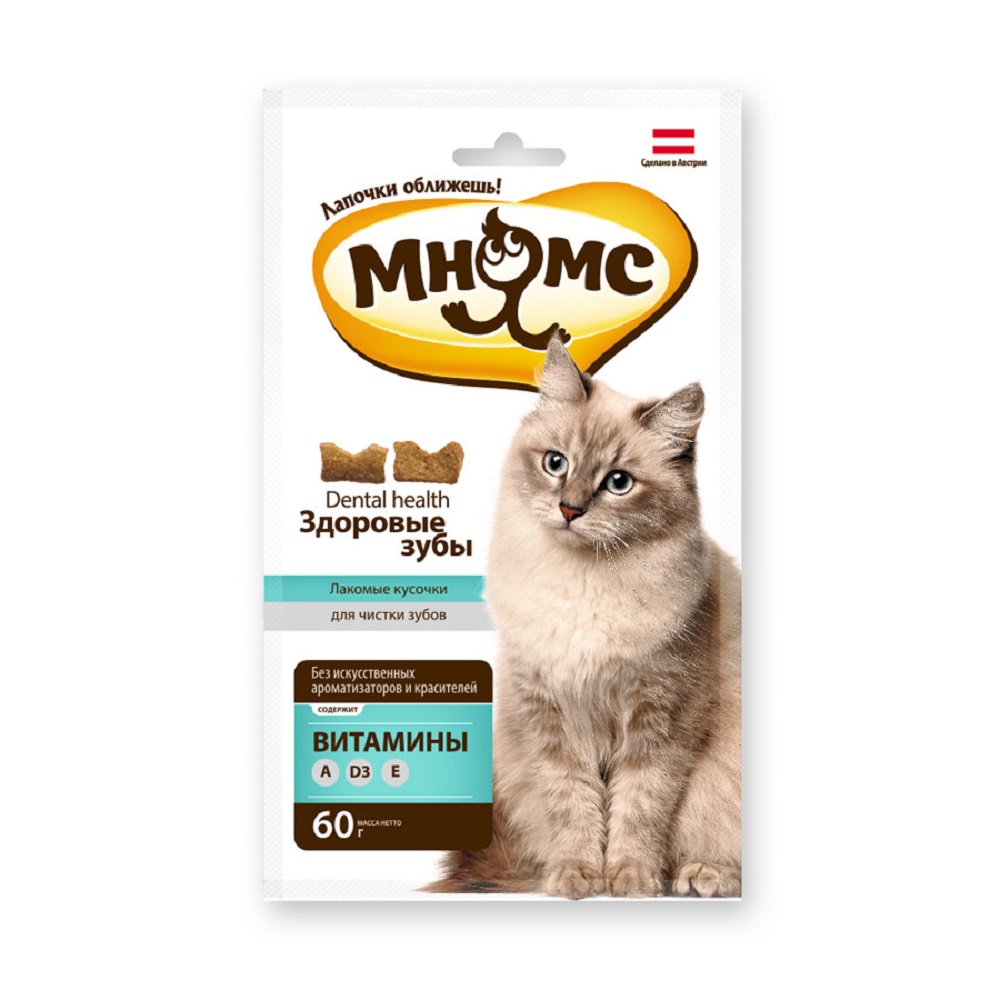 Сделано в Австрии
Лапочки оближешь!
МНЯМС
Dental health
Здоровые
зубы
Лакомые кусочки
для чистки зубов
Без искусственных
ароматизаторов и красителей
СОДЕРЖИТ
ВИТАМИНЫ
A D3 E
60 г МАССА НЕТТО